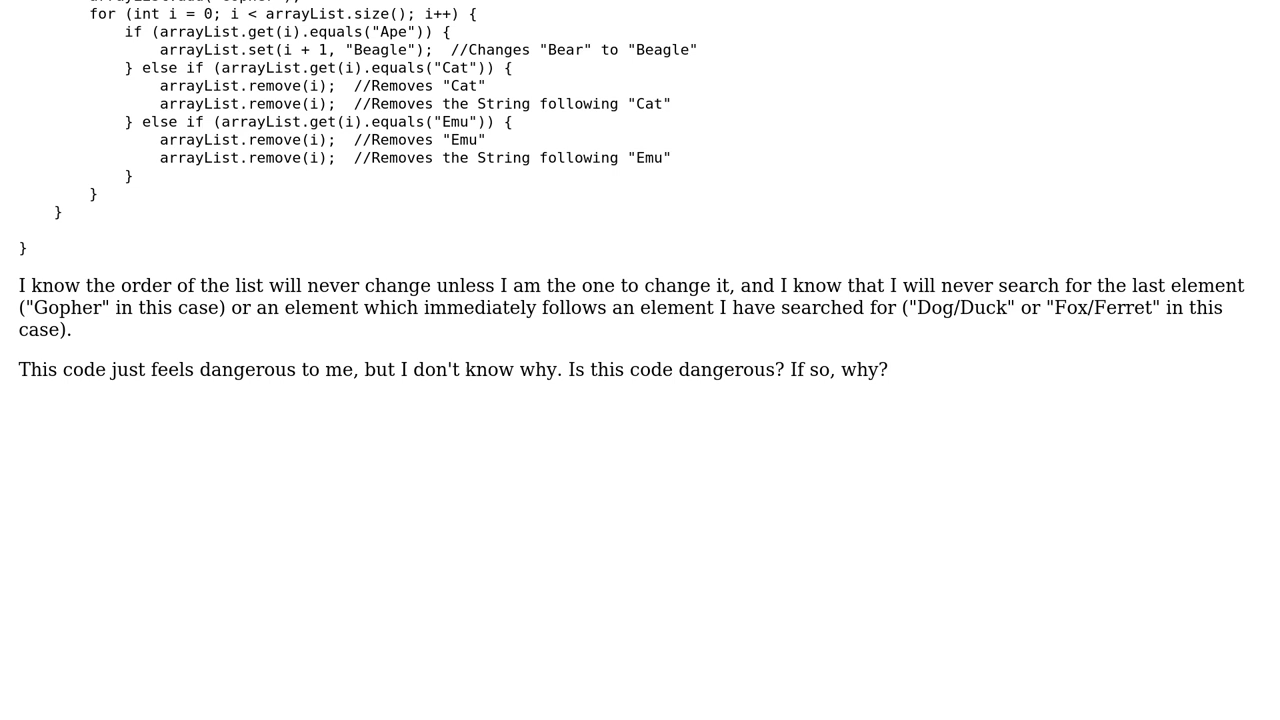 for (int i = 0; i < arrayList.size(); i++) {
if (arrayList.get(i).equals("Ape")) {
arrayList.set(i + 1, "Beagle");  //Changes "Bear" to "Beagle"
} else if (arrayList.get(i).equals("Cat")) {
arrayList.remove(i);  //Removes "Cat"
arrayList.remove(i);  //Removes the String following "Cat"
} else if (arrayList.get(i).equals("Emu")) {
arrayList.remove(i);  //Removes "Emu"
arrayList.remove(i);  //Removes the String following "Emu"
}
}
}
}
I know the order of the list will never change unless I am the one to change it, and I know that I will never search for the last element
("Gopher" in this case) or an element which immediately follows an element I have searched for ("Dog/Duck" or "Fox/Ferret" in this
case).
This code just feels dangerous to me, but I don't know why. Is this code dangerous? If so, why?